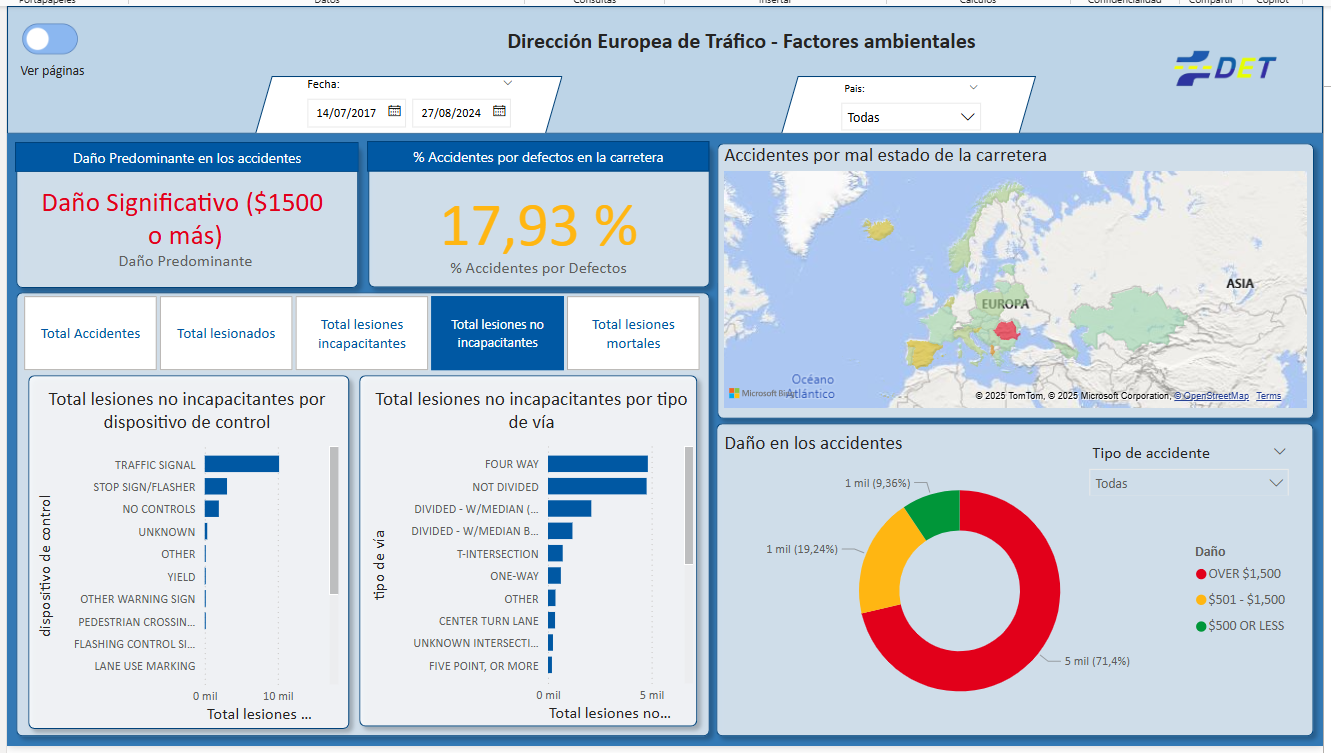 Portapapeles
Datos
Consultas
Insertar
Cálculos
Confidencialidad
Compartir
Copilot
Ver páginas
Dirección Europea de Tráfico - Factores ambientales
DET
Fecha:
14/07/2017
27/08/2024
País:
Todas
Daño Predominante en los accidentes
Daño Significativo ($1500
o más)
Daño Predominante
% Accidentes por defectos en la carretera
17,93 %
% Accidentes por Defectos
Accidentes por mal estado de la carretera
ASIA
EUROPA
Océano
Atlántico
Microsoft Bing
© 2025 TomTom, © 2025 Microsoft Corporation, © OpenStreetMap Terms
Total Accidentes
Total lesionados
Total lesiones
incapacitantes
Total lesiones no
incapacitantes
Total lesiones
mortales
Total lesiones no incapacitantes por
dispositivo de control
dispositivo de control
TRAFFIC SIGNAL
STOP SIGN/FLASHER
NO CONTROLS
UNKNOWN
OTHER
YIELD
OTHER WARNING SIGN
PEDESTRIAN CROSSIN...
FLASHING CONTROL SI...
LANE USE MARKING
0 mil
10 mil
Total lesiones ...
Total lesiones no incapacitantes por tipo
de vía
tipo de vía
FOUR WAY
NOT DIVIDED
DIVIDED - W/MEDIAN (...
DIVIDED - W/MEDIAN B...
T-INTERSECTION
ONE-WAY
OTHER
CENTER TURN LANE
UNKNOWN INTERSECTI...
FIVE POINT, OR MORE
0 mil
5 mil
Total lesiones no...
Daño en los accidentes
Tipo de accidente
Todas
1 mil (9,36%)
1 mil (19,24%)
5 mil (71,4%)
Daño
OVER $1,500
$501 - $1,500
$500 OR LESS